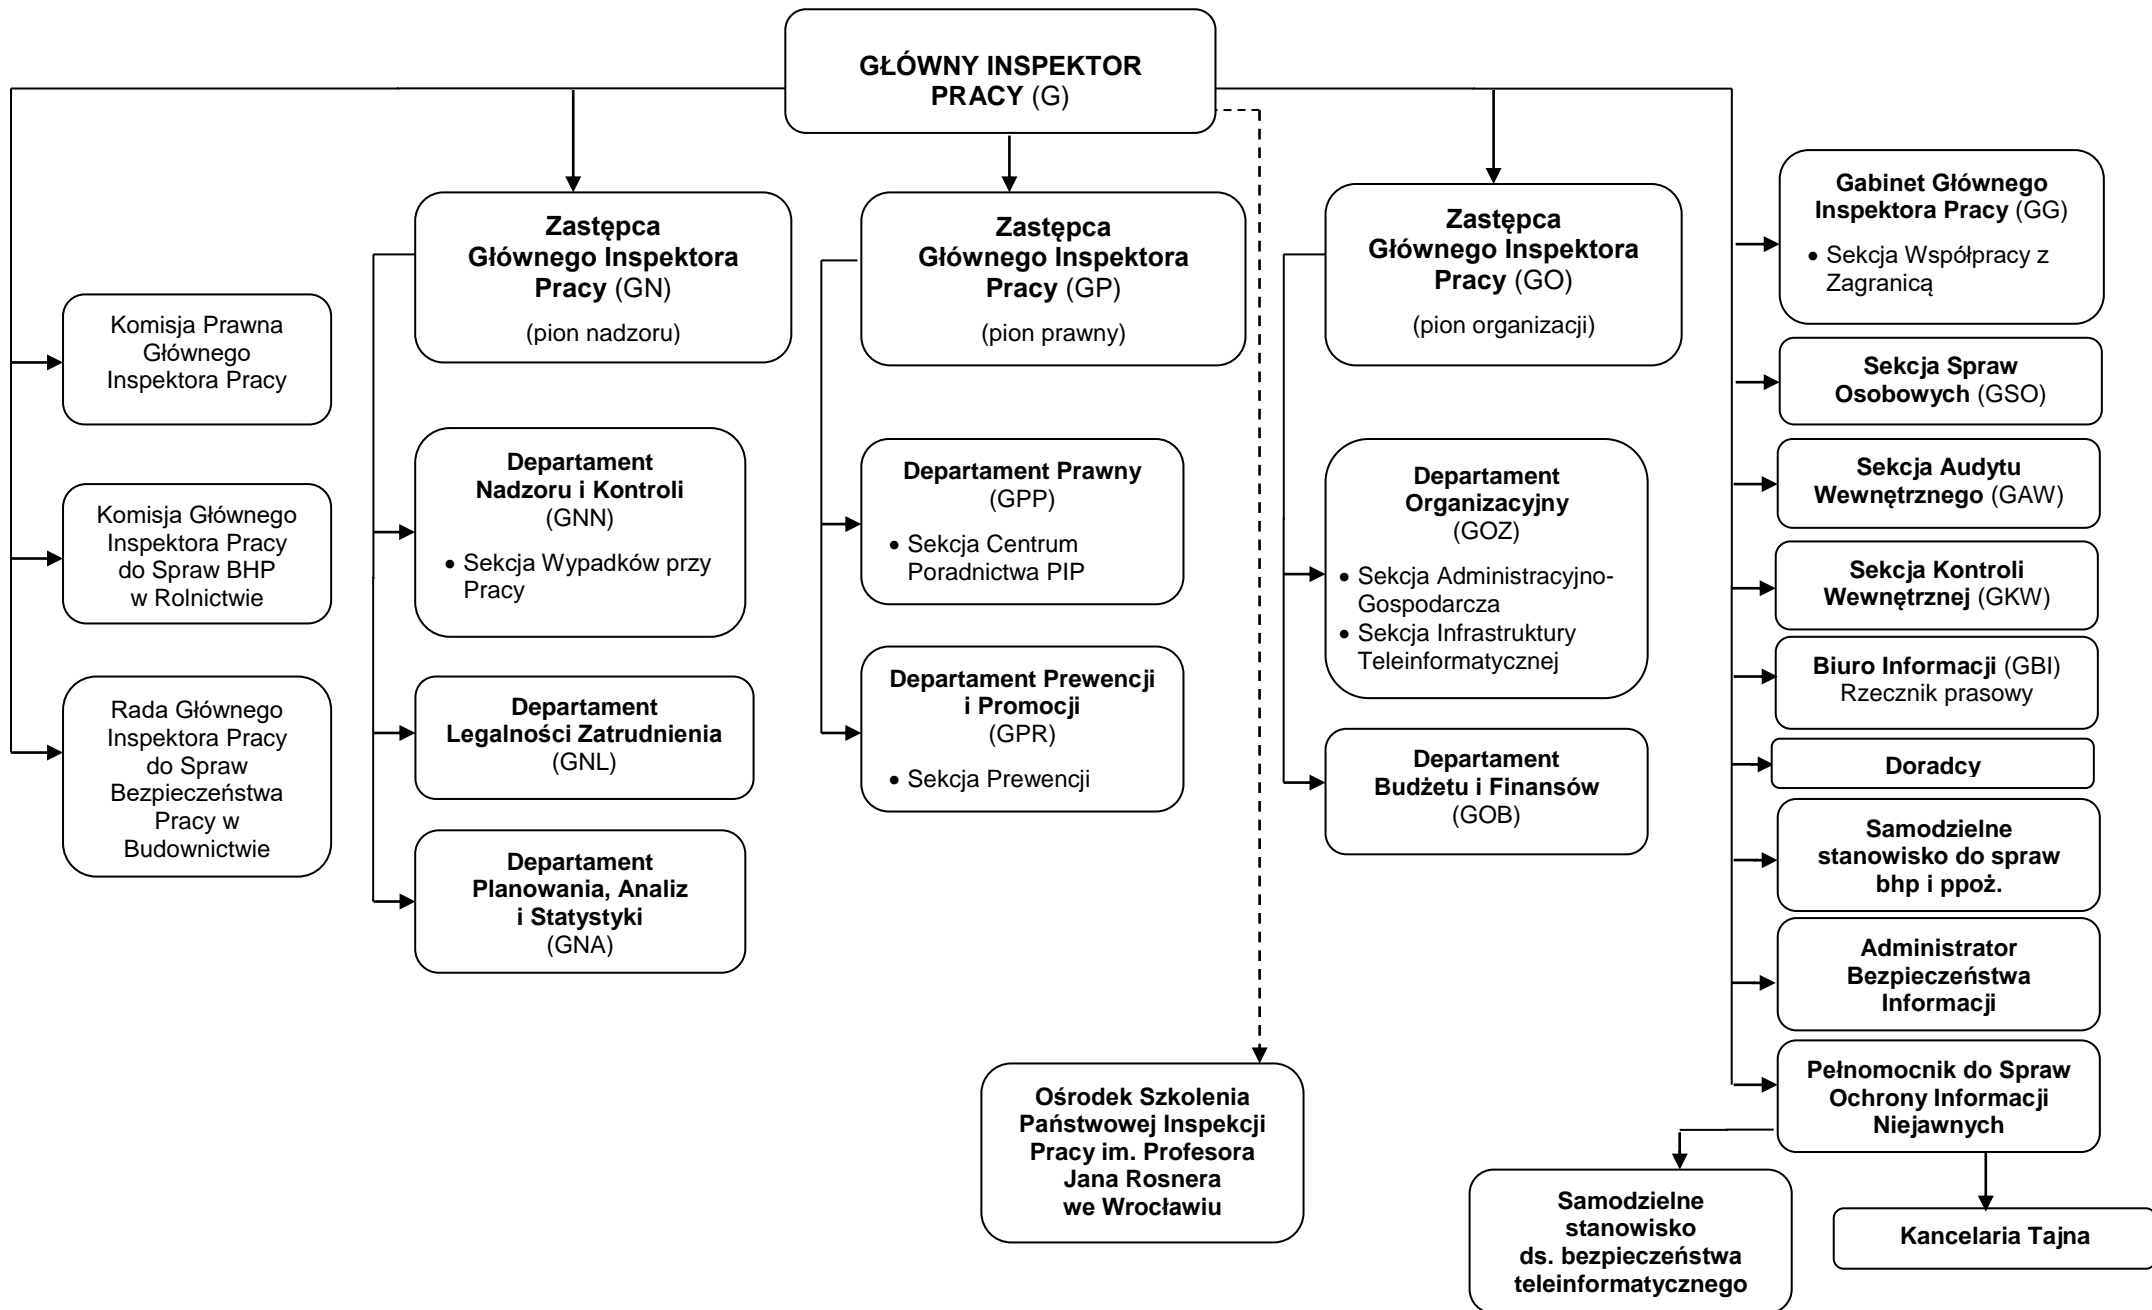 GŁÓWNY INSPEKTOR
PRACY (G)
Komisja Prawna
Głównego
Inspektora Pracy
Komisja Głównego
Inspektora Pracy
do Spraw BHP
w Rolnictwie
Rada Głównego
Inspektora Pracy
do Spraw
Bezpieczeństwa
Pracy w
Budownictwie
Zastępca
Głównego Inspektora
Pracy (GN)
(pion nadzoru)
Departament
Nadzoru i Kontroli
(GNN)
• Sekcja Wypadków przy
Pracy
Departament
Legalności Zatrudnienia
(GNL)
Departament
Planowania, Analiz
i Statystyki
(GNA)
Zastępca
Głównego Inspektora
Pracy (GP)
(pion prawny)
Departament Prawny
(GPP)
• Sekcja Centrum
Poradnictwa PIP
Departament Prewencji
i Promocji
(GPR)
• Sekcja Prewencji
Ośrodek Szkolenia
Państwowej Inspekcji
Pracy im. Profesora
Jana Rosnera
we Wrocławiu
Zastępca
Głównego Inspektora
Pracy (GO)
(pion organizacji)
Departament
Organizacyjny
(GOZ)
• Sekcja Administracyjno-
Gospodarcza
• Sekcja Infrastruktury
Teleinformatycznej
Departament
Budżetu i Finansów
(GOB)
Gabinet Głównego
Inspektora Pracy (GG)
• Sekcja Współpracy z
Zagranicą
Sekcja Spraw
Osobowych (GSO)
Sekcja Audytu
Wewnętrznego (GAW)
Sekcja Kontroli
Wewnętrznej (GKW)
Biuro Informacji (GBI)
Rzecznik prasowy
Doradcy
Samodzielne
stanowisko do spraw
bhp i ppoż.
Administrator
Bezpieczeństwa
Informacji
Pełnomocnik do Spraw
Ochrony Informacji
Niejawnych
Samodzielne
stanowisko
ds. bezpieczeństwa
teleinformatycznego
Kancelaria Tajna